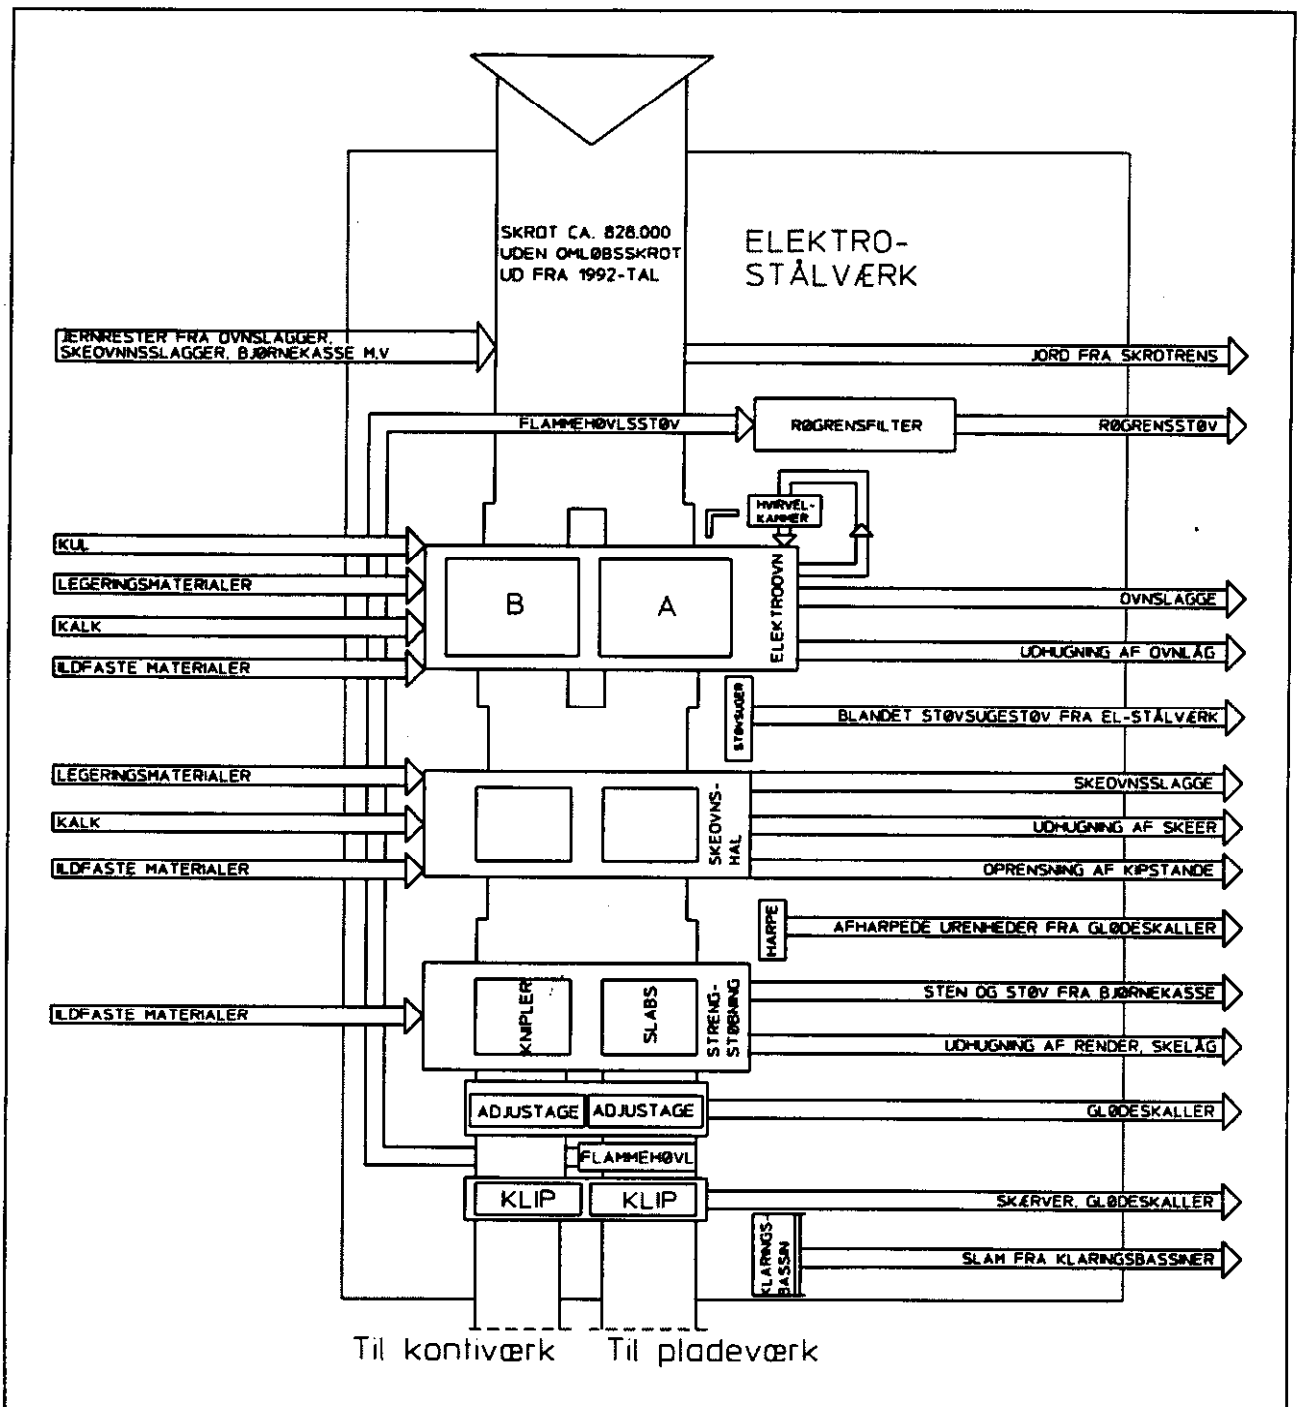 SKROT CA. 828.000
UDEN OMLØBSSKROT
UD FRA 1992-TAL
ELEKTRO-
STÅLVÆRK
JERNRESTER FRA OVNSLAGGER,
SKEOVNNSSLAGGER, BJØRNEKASSE M.V
JORD FRA SKROTRENS
FLAMMEHØVLSSTØV
RØGRENSFILTER
RØGRENSSTØV
HVIRVEL-
KAMMER
KUL
LEGERINGSMATERIALER
KALK
ILDFASTE MATERIALER
B
A
ELEKTROOVN
OVNSLAGGE
UDHUGNING AF OVNLÅG
STØVSUGER
BLANDET STØVSUGESTØV FRA EL-STÅLVÆRK
LEGERINGSMATERIALER
KALK
ILDFASTE MATERIALER
SKEOVNS-
HAL
SKEOVNSSLAGGE
UDHUGNING AF SKEER
OPRENSNING AF KIPSTANDE
HARPE
AFHARPEDE URENHEDER FRA GLØDESKALLER
ILDFASTE MATERIALER
KNIPLER
SLABS
STRENG-
STØBNING
STEN OG STØV FRA BJØRNEKASSE
UDHUGNING AF RENDER, SKELÅG
ADJUSTAGE
ADJUSTAGE
GLØDESKALLER
FLAMMEHØVL
KLIP
KLIP
SKÆRVER, GLØDESKALLER
KLARINGS-
BASSIN
SLAM FRA KLARINGSBASSINER
Til kontiværk
Til pladeværk